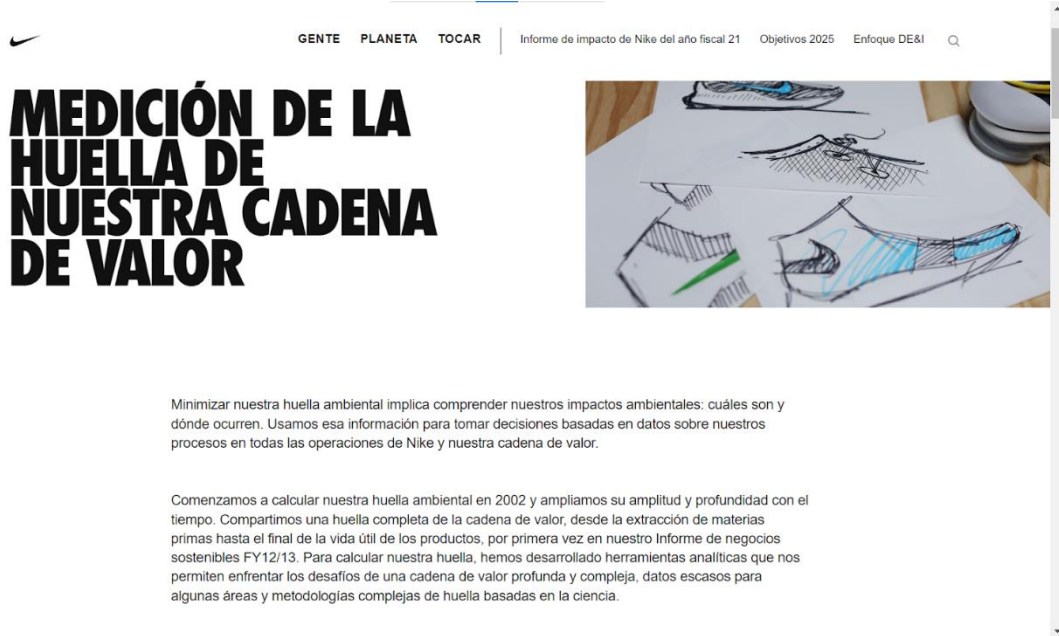 GENTE PLANETA TOCAR Informe de impacto de Nike del año fiscal 21 Objetivos 2025 Enfoque DE&I
MEDICIÓN DE LA
HUELLA DE
NUESTRA CADENA
DE VALOR
Minimizar nuestra huella ambiental implica comprender nuestros impactos ambientales: cuáles son y
dónde ocurren. Usamos esa información para tomar decisiones basadas en datos sobre nuestros
procesos en todas las operaciones de Nike y nuestra cadena de valor.
Comenzamos a calcular nuestra huella ambiental en 2002 y ampliamos su amplitud y profundidad con el
tiempo. Compartimos una huella completa de la cadena de valor, desde la extracción de materias
primas hasta el final de la vida útil de los productos, por primera vez en nuestro Informe de negocios
sostenibles FY12/13. Para calcular nuestra huella, hemos desarrollado herramientas analíticas que nos
permiten enfrentar los desafíos de una cadena de valor profunda y compleja, datos escasos para
algunas áreas y metodologías complejas de huella basadas en la ciencia.